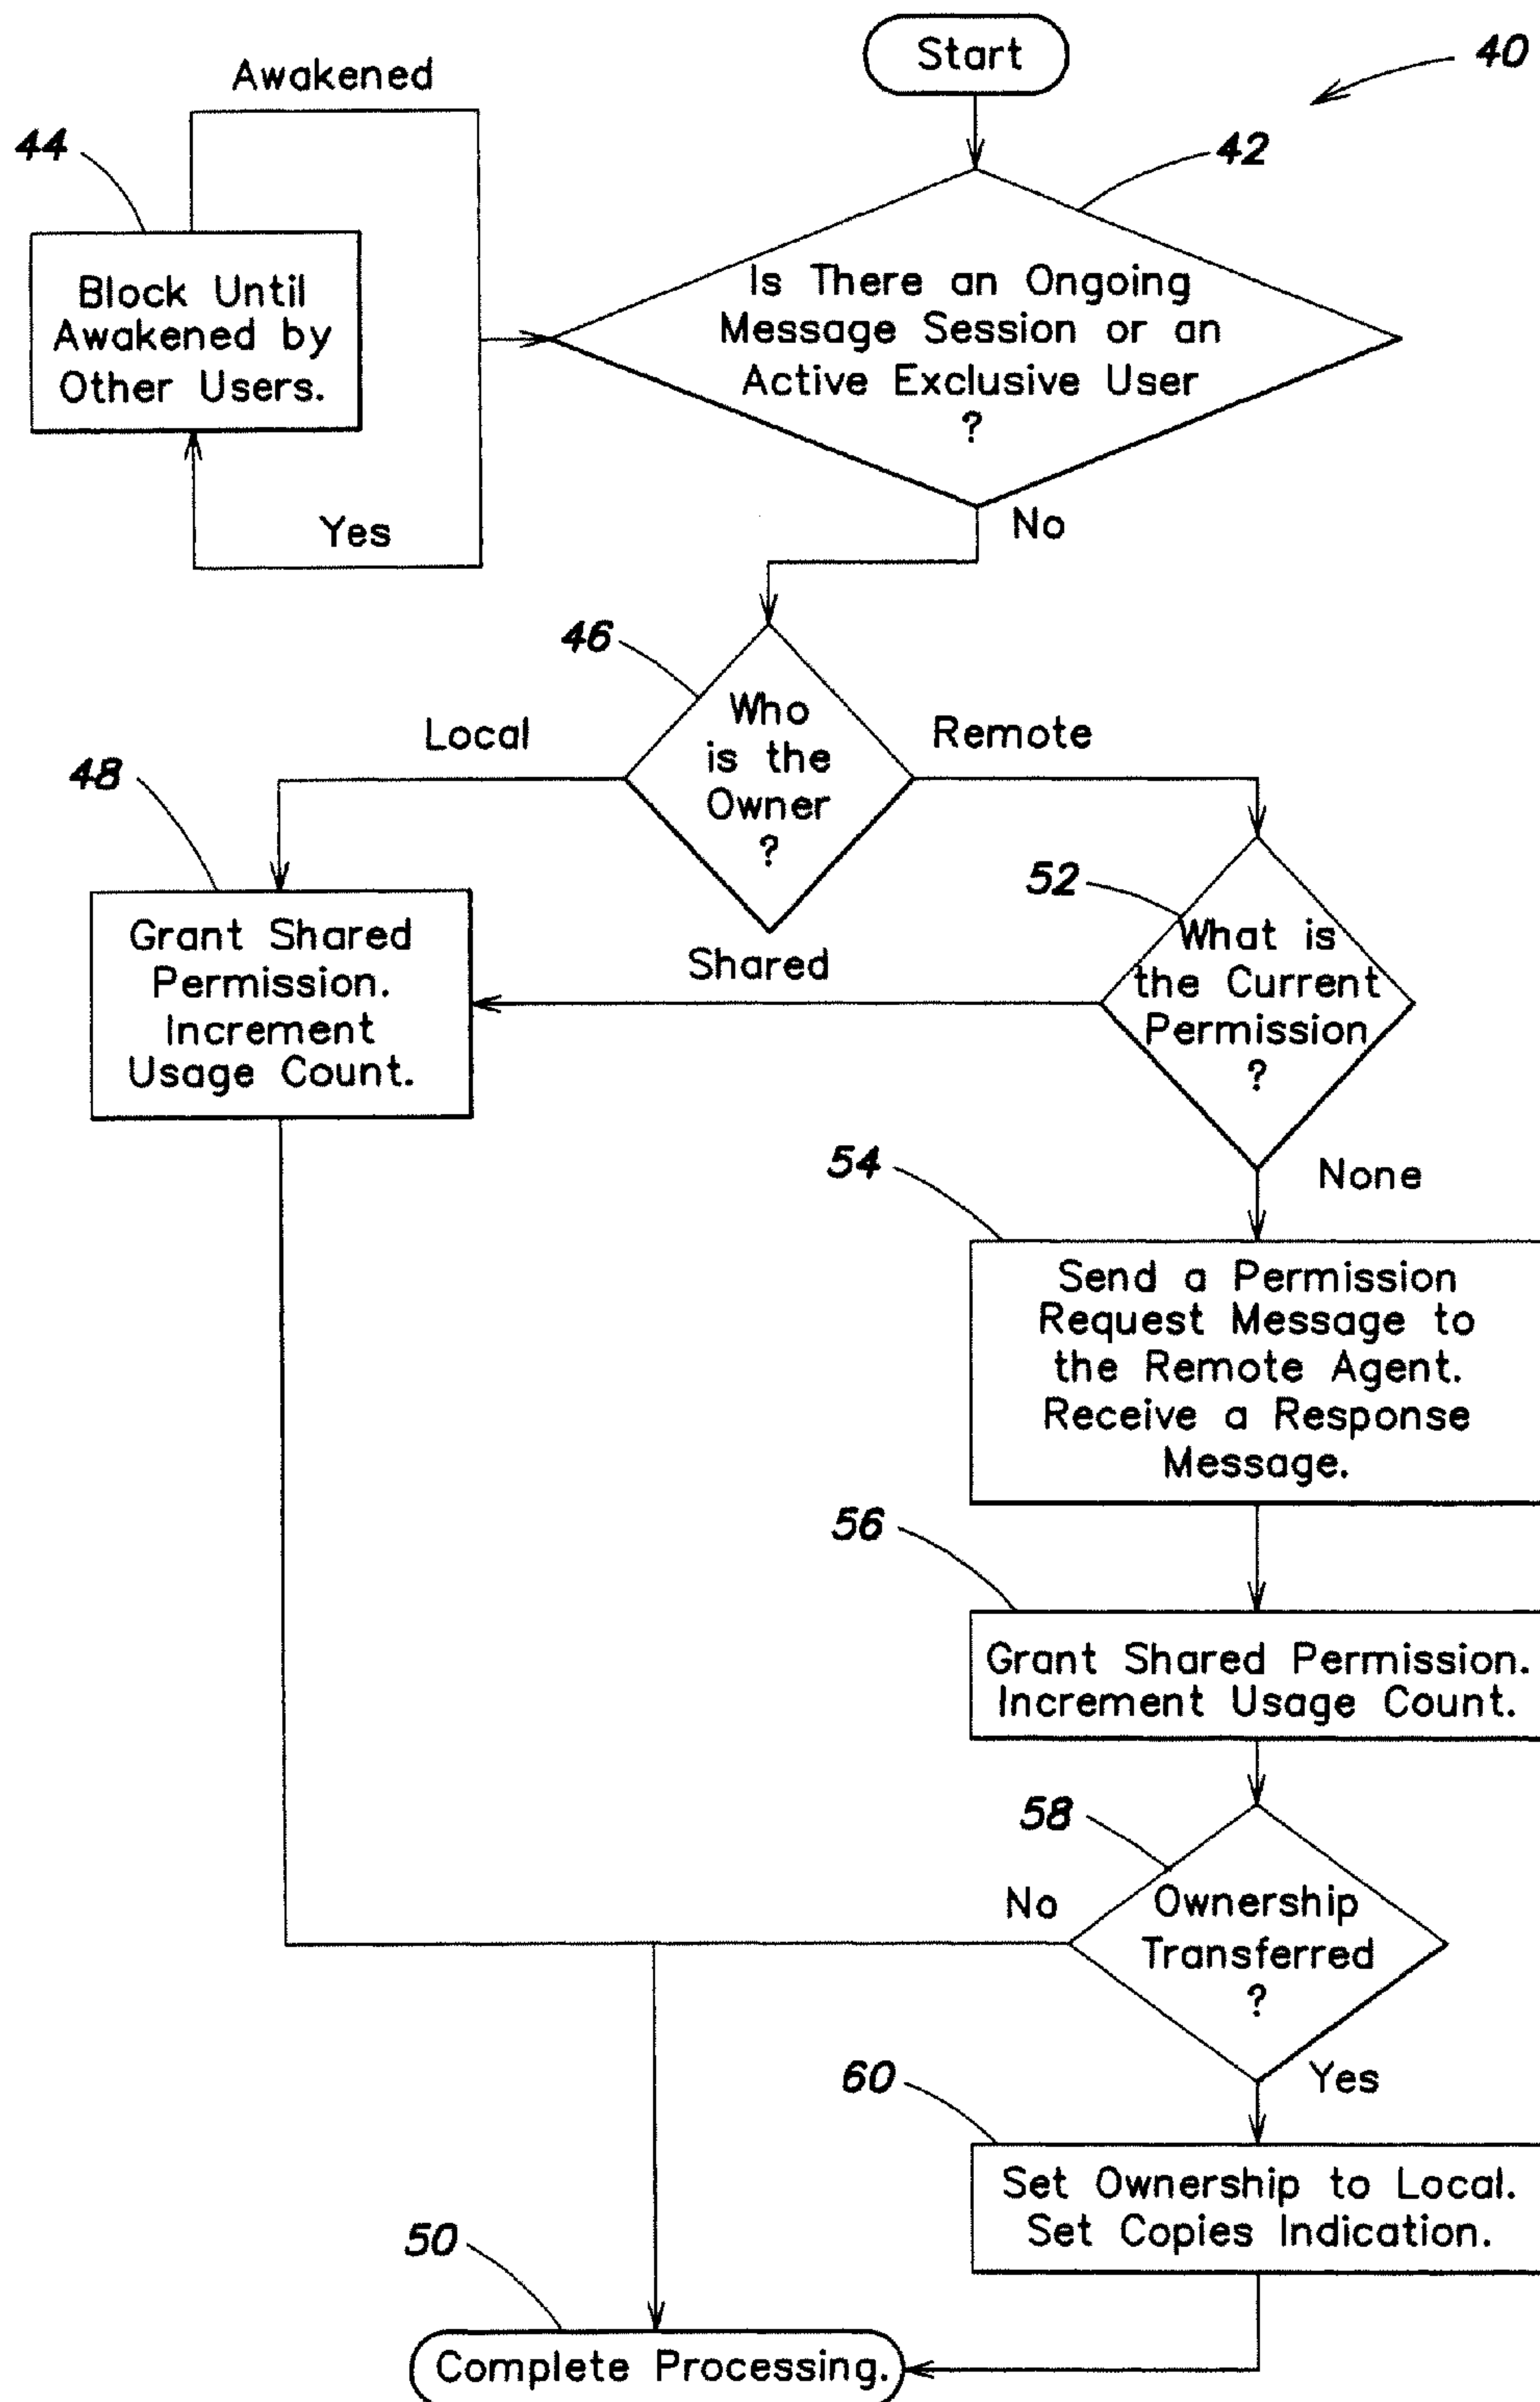 Start
40
Awakened
44
42
Block Until
Awakened by
Other Users.
Is There an Ongoing
Message Session or an
Active Exclusive User
?
Yes
No
46
Who
is the
Owner
?
Local
Remote
48
52
Grant Shared
Permission.
Increment
Usage Count.
Shared
What is
the Current
Permission
?
None
54
Send a Permission
Request Message to
the Remote Agent.
Receive a Response
Message.
56
Grant Shared Permission.
Increment Usage Count.
58
No
Ownership
Transferred
?
Yes
60
Set Ownership to Local.
Set Copies Indication.
50
Complete Processing.